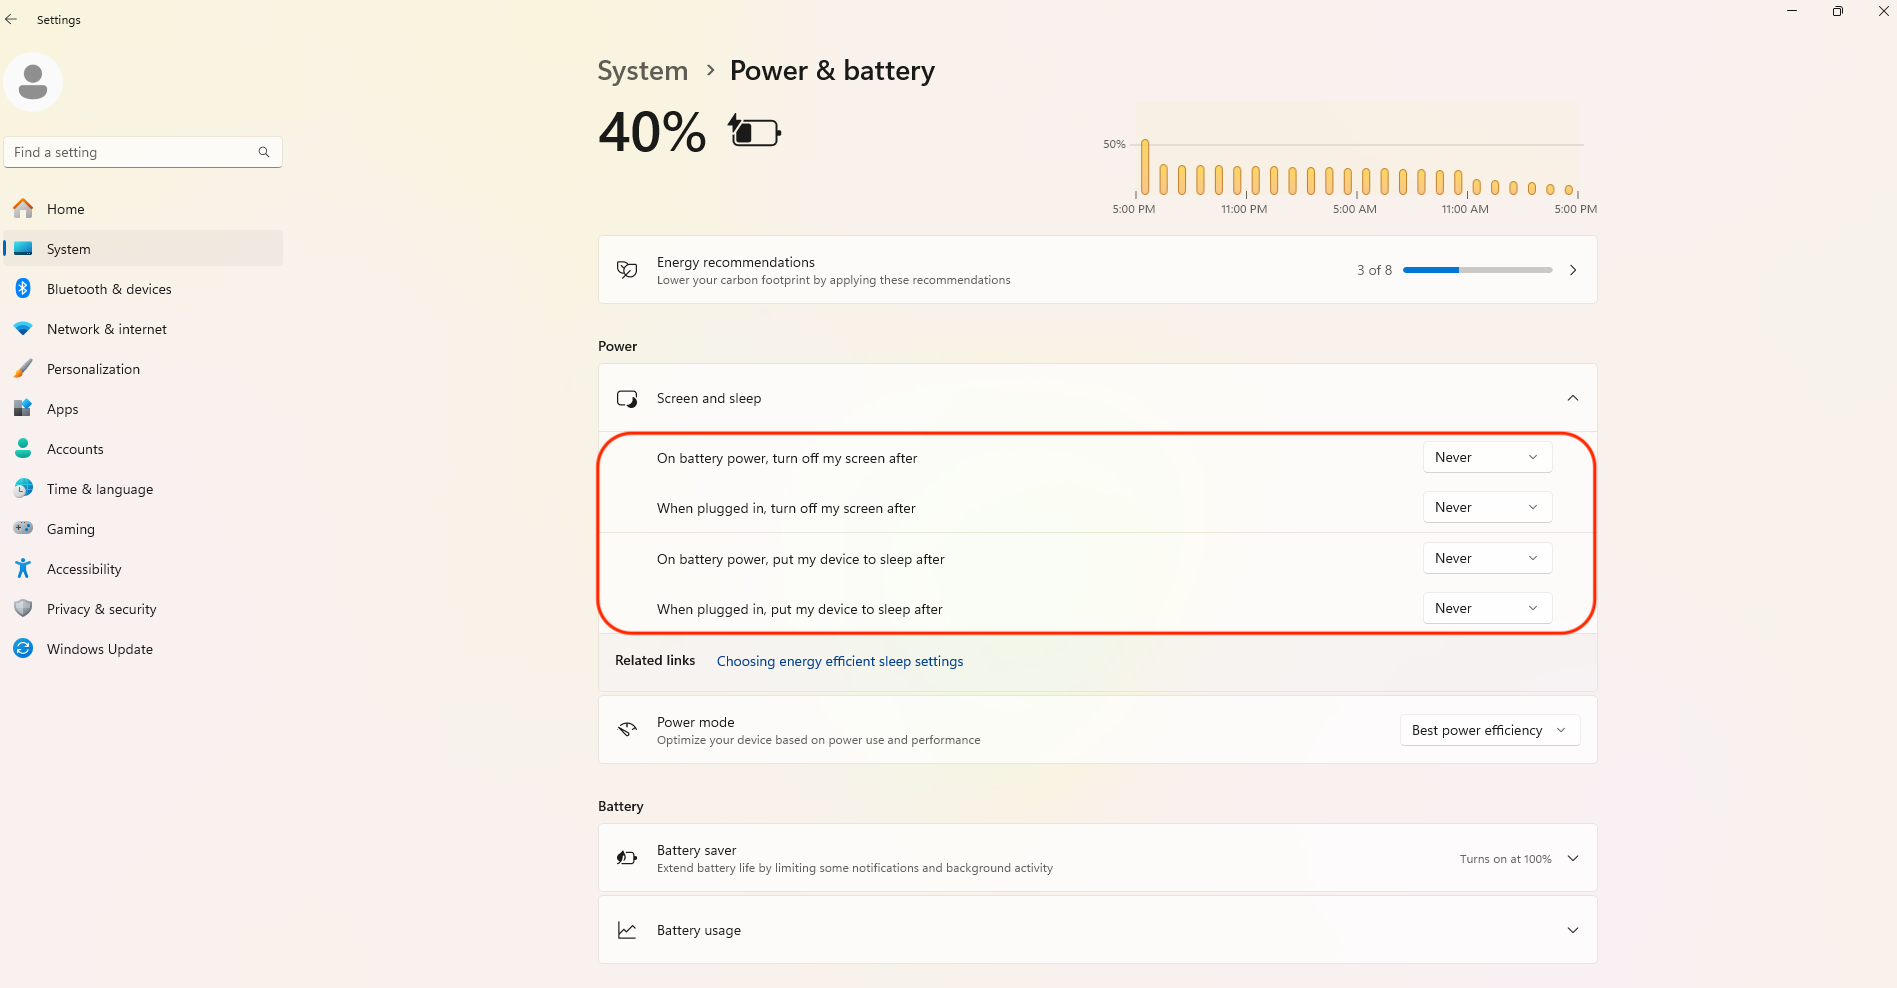 Settings
Find a setting
Home
System
Bluetooth & devices
Network & internet
Personalization
Apps
Accounts
Time & language
Gaming
Accessibility
Privacy & security
Windows Update
System > Power & battery
40%
50%
5:00 PM 11:00 PM 5:00 AM 11:00 AM 5:00 PM
Energy recommendations
Lower your carbon footprint by applying these recommendations
3 of 8
Power
Screen and sleep
On battery power, turn off my screen after Never
When plugged in, turn off my screen after Never
On battery power, put my device to sleep after Never
When plugged in, put my device to sleep after Never
Related links Choosing energy efficient sleep settings
Power mode
Optimize your device based on power use and performance
Best power efficiency
Battery
Battery saver
Extend battery life by limiting some notifications and background activity
Turns on at 100%
Battery usage